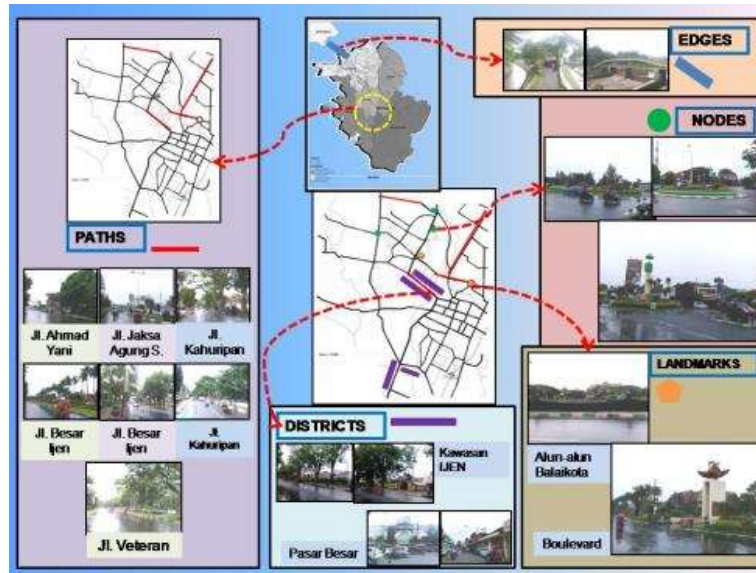 EDGES
NODES
PATHS
Jl. Ahmad
Yani
Jl. Jaksa
Agung S.
Jl.
Kahuripan
Jl. Besar
Ijen
Jl. Besar
Ijen
Jl.
Kahuripan
Jl. Veteran
DISTRICTS
Kawasan
IJEN
Pasar Besar
LANDMARKS
Alun-alun
Balaikota
Boulevard